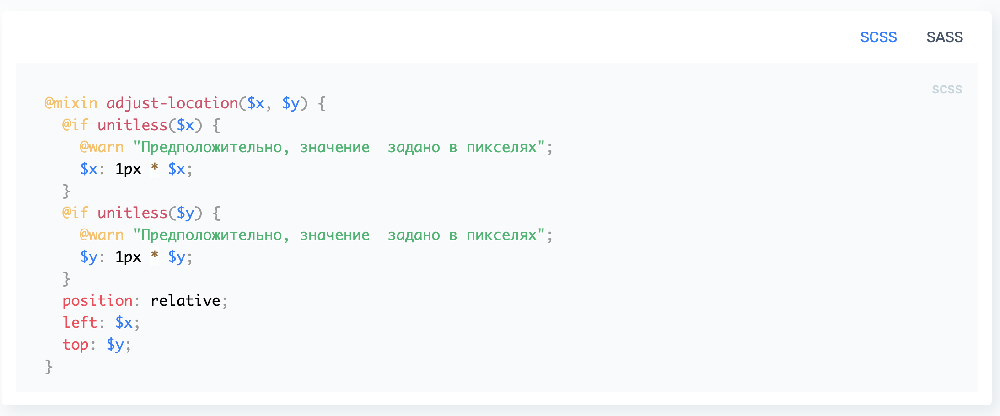 SCSS SASS
scss
@mixin adjust-location($x, $y) {
  @if unitless($x) {
    @warn "Предположительно, значение  задано в пикселях";
    $x: 1px * $x;
  }
  @if unitless($y) {
    @warn "Предположительно, значение  задано в пикселях";
    $y: 1px * $y;
  }
  position: relative;
  left: $x;
  top: $y;
}